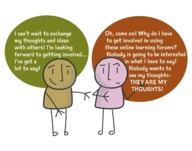 I can't wait to exchange
my thoughts and ideas
with others! I'm looking
forward to getting involved...
I've got a
lot to say!
Oh, come on! Why do I have
to get involved in using
these online learning forums?
Nobody is going to be interested
in what I have to say!
Nobody wants to
see my thoughts-
THEY ARE MY
THOUGHTS!